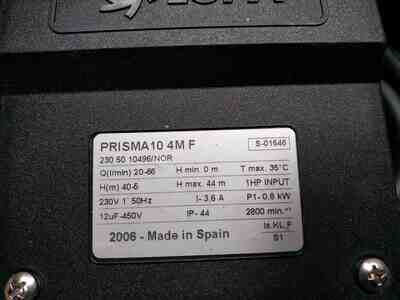 PRISMA10 4M F S-01646
230 50 10496/NOR
Q(l/min) 20-66 H min. 0 m T max. 35°C
H(m) 40-5 H max. 44 m 1HP INPUT
230V 1~ 50Hz I- 3,6 A P1- 0,8 kW
12uF-450V IP- 44 2800 min.⁻¹
Is.KL.F
2006 - Made in Spain S1